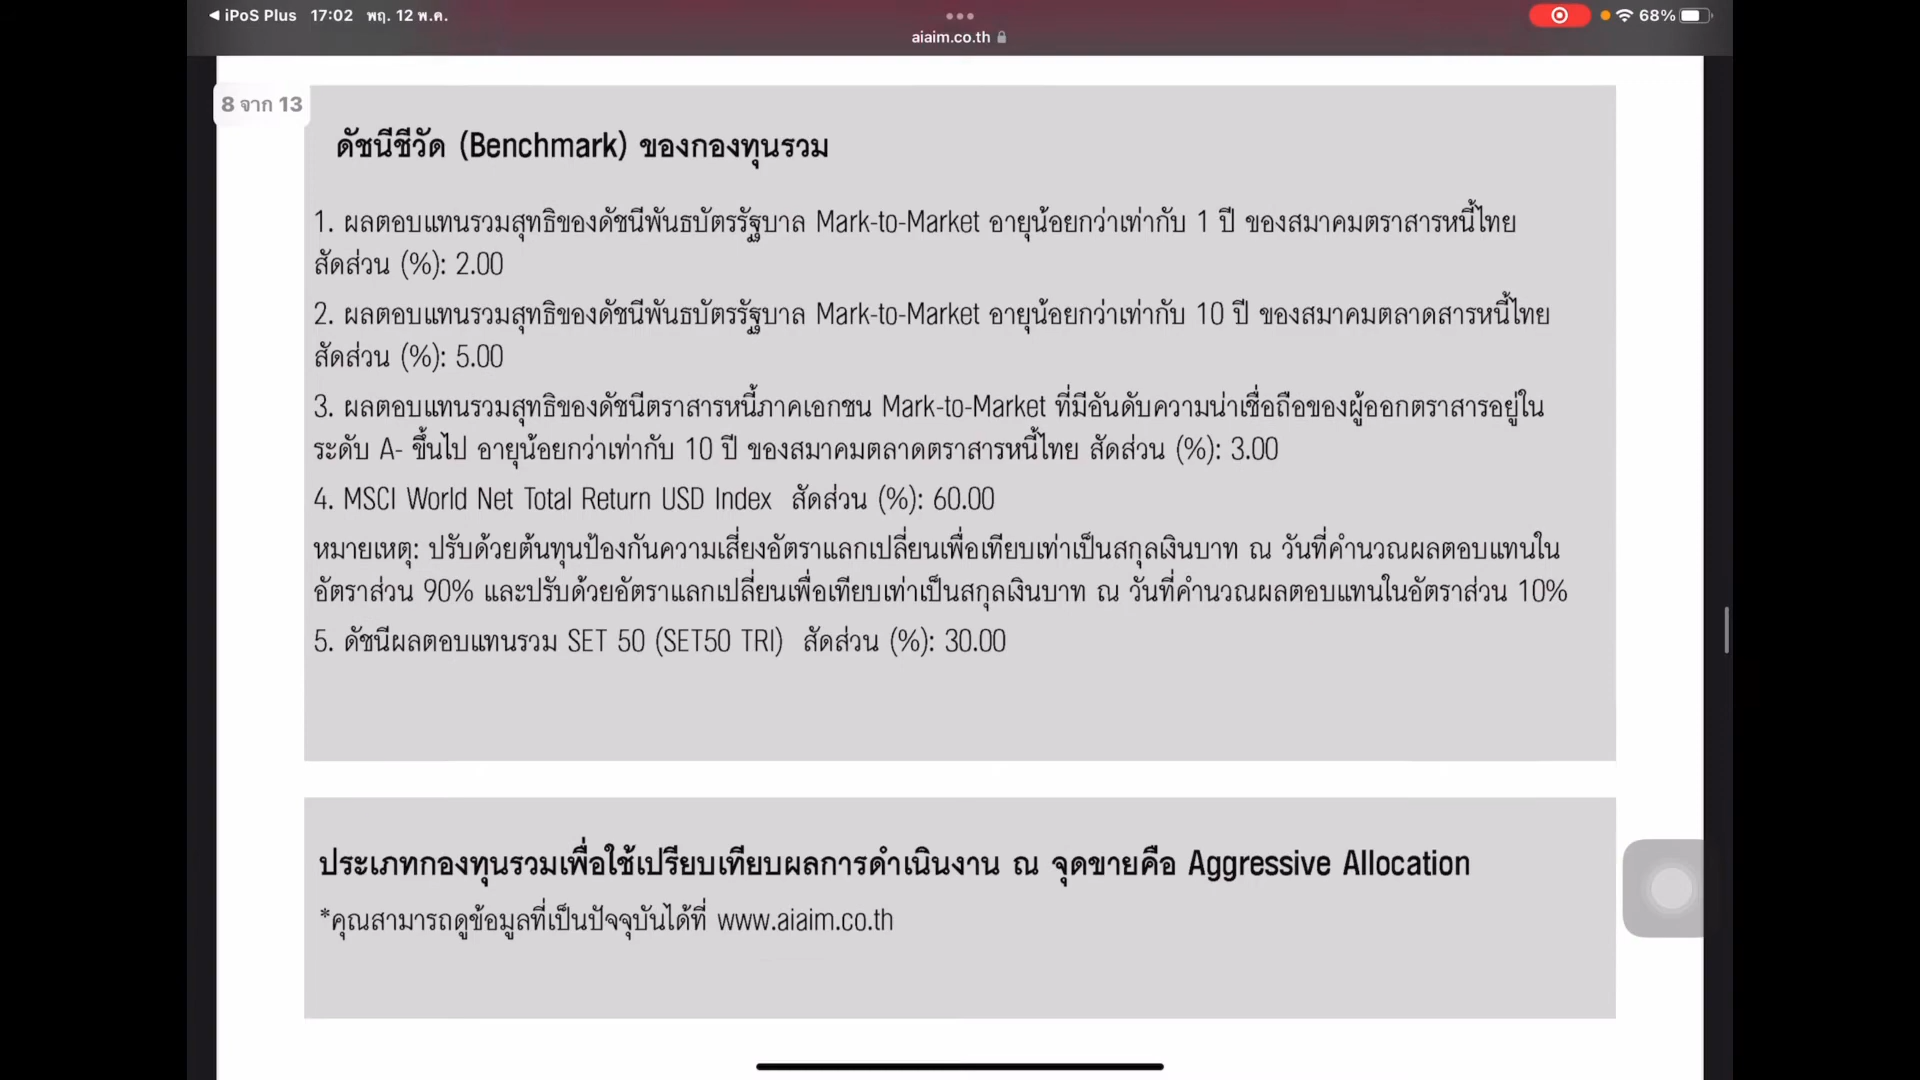 ◀ iPoS Plus 17:02 พฤ. 12 พ.ค.
68%
aiaim.co.th
8 จาก 13
ดัชนีชี้วัด (Benchmark) ของกองทุนรวม
1. ผลตอบแทนรวมสุทธิของดัชนีพันธบัตรรัฐบาล Mark-to-Market อายุน้อยกว่าเท่ากับ 1 ปี ของสมาคมตราสารหนี้ไทย
สัดส่วน (%): 2.00
2. ผลตอบแทนรวมสุทธิของดัชนีพันธบัตรรัฐบาล Mark-to-Market อายุน้อยกว่าเท่ากับ 10 ปี ของสมาคมตลาดสารหนี้ไทย
สัดส่วน (%): 5.00
3. ผลตอบแทนรวมสุทธิของดัชนีตราสารหนี้ภาคเอกชน Mark-to-Market ที่มีอันดับความน่าเชื่อถือของผู้ออกตราสารอยู่ใน
ระดับ A- ขึ้นไป อายุน้อยกว่าเท่ากับ 10 ปี ของสมาคมตลาดตราสารหนี้ไทย สัดส่วน (%): 3.00
4. MSCI World Net Total Return USD Index สัดส่วน (%): 60.00
หมายเหตุ: ปรับด้วยต้นทุนป้องกันความเสี่ยงอัตราแลกเปลี่ยนเพื่อเทียบเท่าเป็นสกุลเงินบาท ณ วันที่คำนวณผลตอบแทนใน
อัตราส่วน 90% และปรับด้วยอัตราแลกเปลี่ยนเพื่อเทียบเท่าเป็นสกุลเงินบาท ณ วันที่คำนวณผลตอบแทนในอัตราส่วน 10%
5. ดัชนีผลตอบแทนรวม SET 50 (SET50 TRI) สัดส่วน (%): 30.00
ประเภทกองทุนรวมเพื่อใช้เปรียบเทียบผลการดำเนินงาน ณ จุดขายคือ Aggressive Allocation
*คุณสามารถดูข้อมูลที่เป็นปัจจุบันได้ที่ www.aiaim.co.th